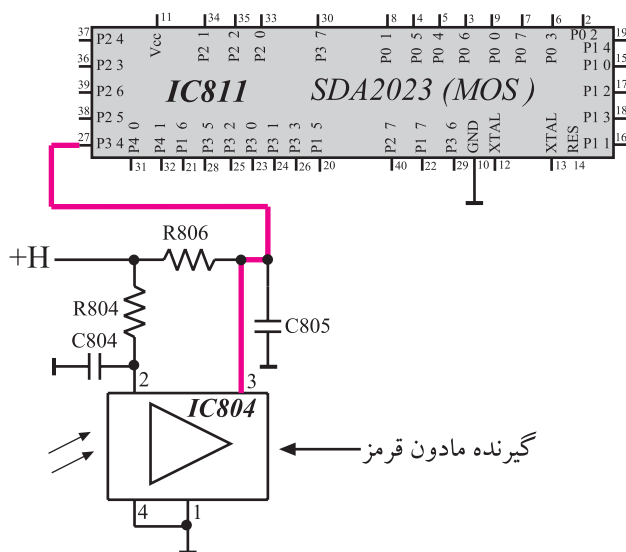 11 34 35 33 30 8 4 5 3 9 7 6 2
37 P2 4 Vcc P2 1 P2 2 P2 0 P3 7 P0 1 P0 5 P0 4 P0 6 P0 0 P0 7 P0 3 P0 2 19
P1 4
36 P2 3 P1 0 15
39 P2 6 IC811 SDA2023 (MOS) P1 2 17
38 P2 5 P1 3 18
27 P3 4 P4 0 P4 1 P1 6 P3 5 P3 2 P3 0 P3 1 P3 3 P1 5 P2 7 P1 7 P3 6 GND XTAL XTAL RES P1 1 16
31 32 21 28 25 23 24 26 20 40 22 29 10 12 13 14
R806
+H
R804
C805
C804
2 3
IC804
گیرنده مادون قرمز
4 1